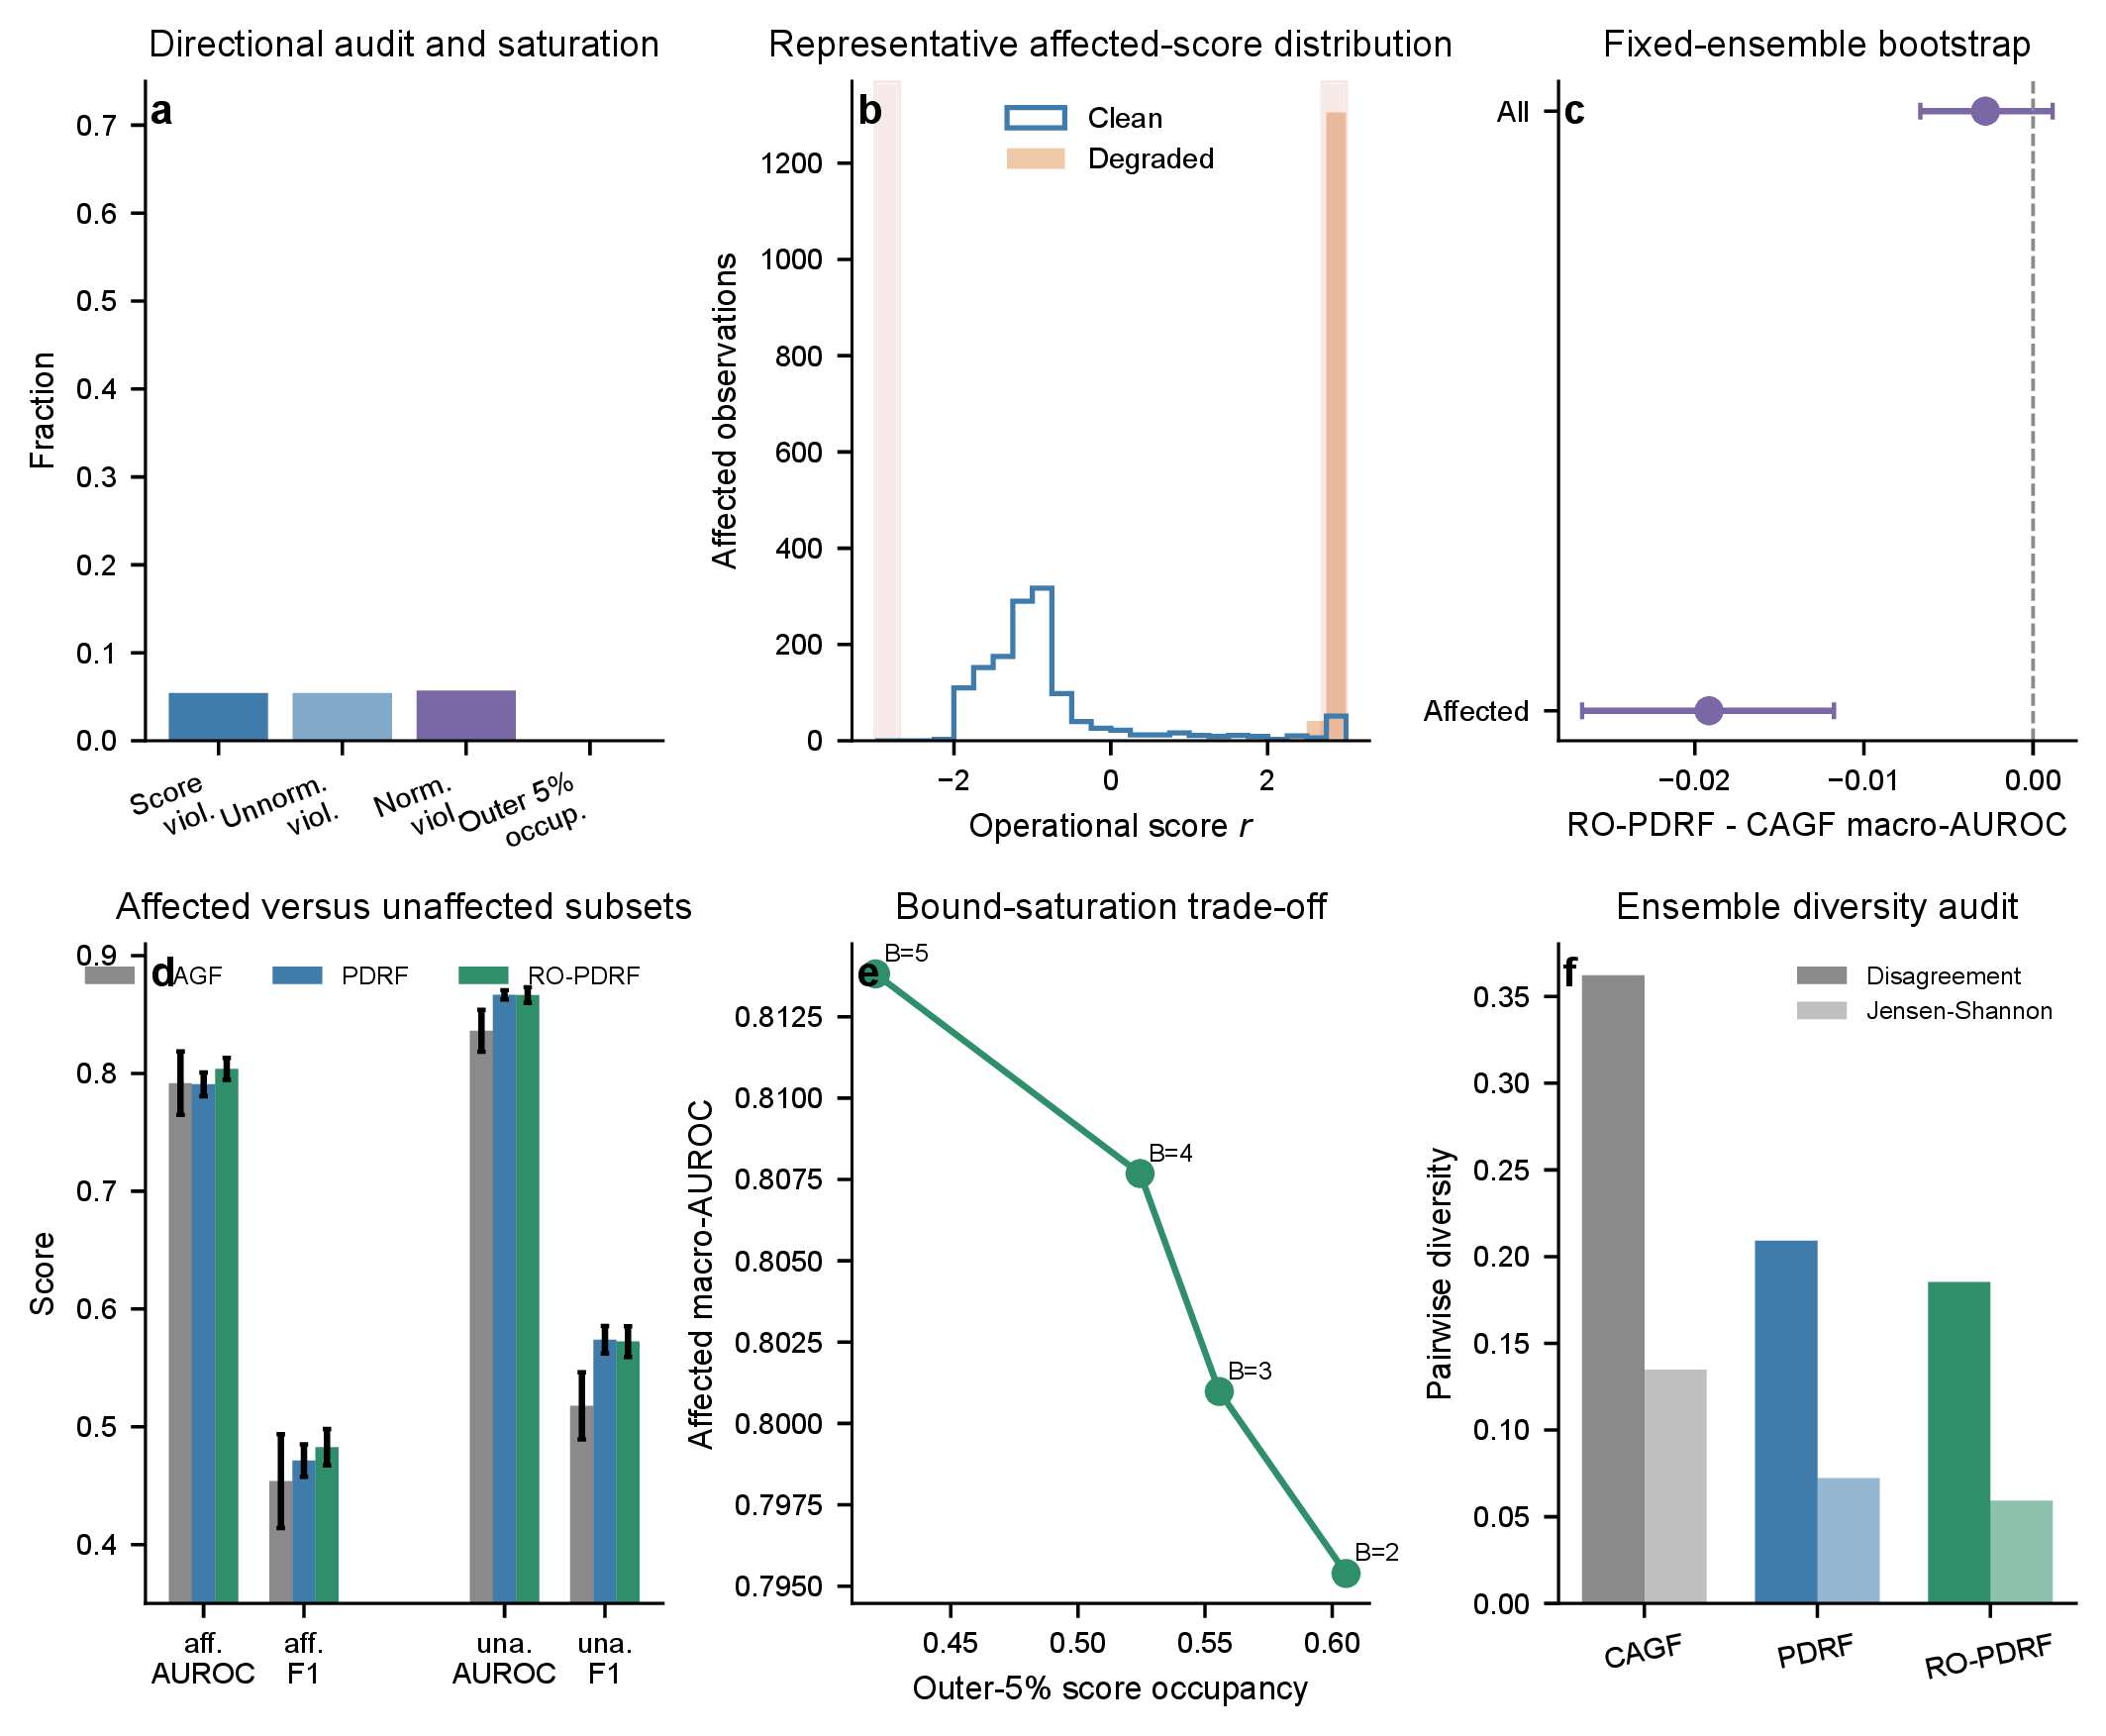 Directional audit and saturation
a
0.7
0.6
0.5
0.4
0.3
0.2
0.1
0.0
Fraction
Score
viol.
Unnorm.
viol.
Norm.
viol.
Outer 5%
occup.
Representative affected-score distribution
b
Clean
Degraded
1200
1000
800
600
400
200
0
Affected observations
−2
0
2
Operational score r
Fixed-ensemble bootstrap
c
All
Affected
−0.02
−0.01
0.00
RO-PDRF - CAGF macro-AUROC
Affected versus unaffected subsets
d
AGF
PDRF
RO-PDRF
0.9
0.8
0.7
0.6
0.5
0.4
Score
aff.
AUROC
aff.
F1
una.
AUROC
una.
F1
Bound-saturation trade-off
e
B=5
B=4
B=3
B=2
0.8125
0.8100
0.8075
0.8050
0.8025
0.8000
0.7975
0.7950
Affected macro-AUROC
0.45
0.50
0.55
0.60
Outer-5% score occupancy
Ensemble diversity audit
f
Disagreement
Jensen-Shannon
0.35
0.30
0.25
0.20
0.15
0.10
0.05
0.00
Pairwise diversity
CAGF
PDRF
RO-PDRF